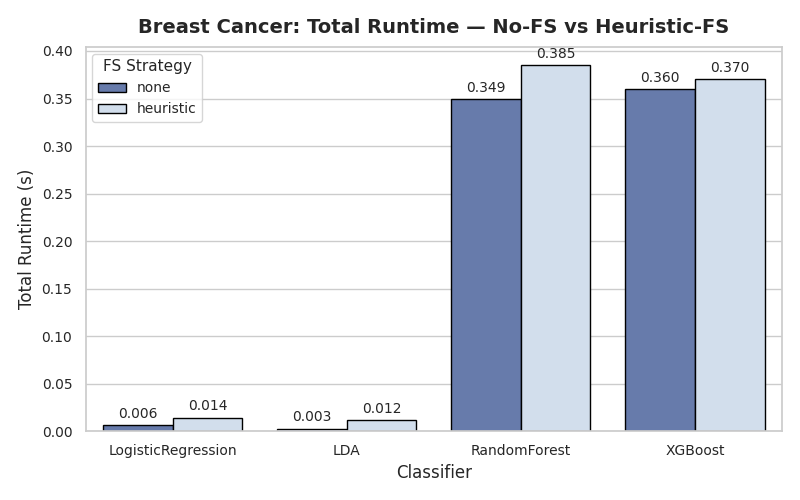 Breast Cancer: Total Runtime — No-FS vs Heuristic-FS
FS Strategy
none
heuristic
Total Runtime (s)
0.40
0.35
0.30
0.25
0.20
0.15
0.10
0.05
0.00
0.006
0.014
0.003
0.012
0.349
0.385
0.360
0.370
LogisticRegression
LDA
RandomForest
XGBoost
Classifier